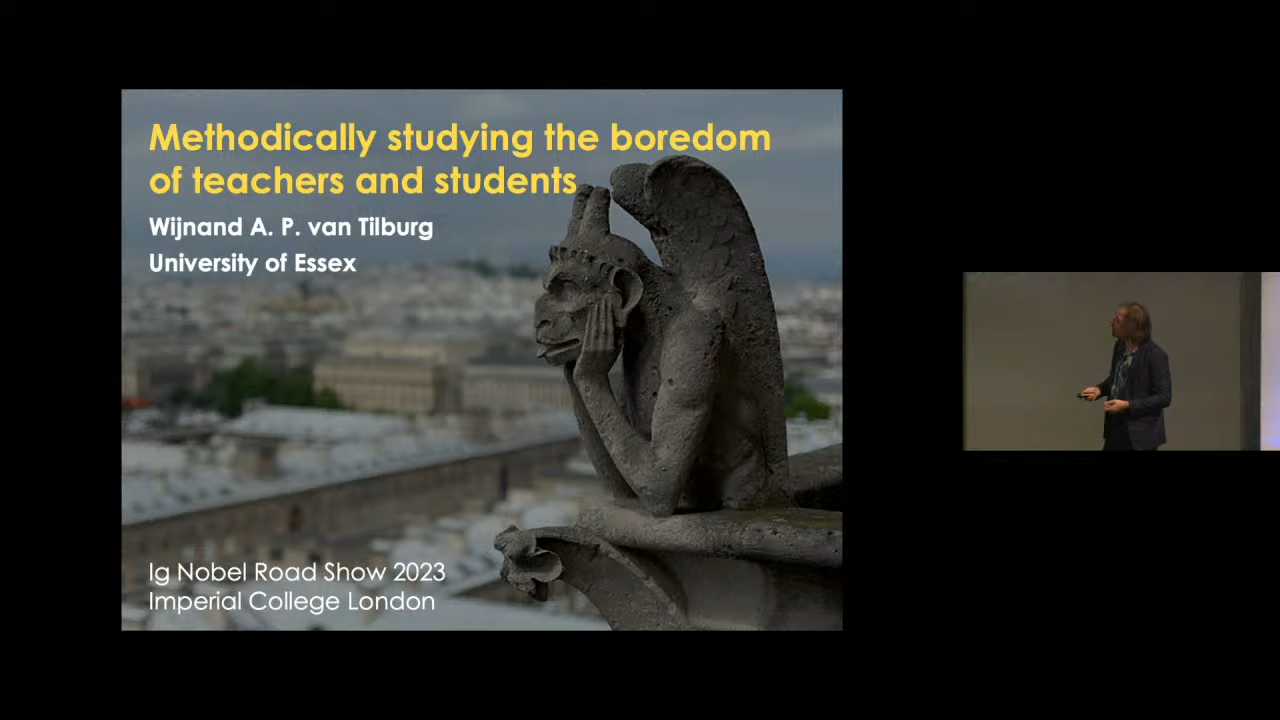 Methodically studying the boredom
of teachers and students
Wijnand A. P. van Tilburg
University of Essex
Ig Nobel Road Show 2023
Imperial College London